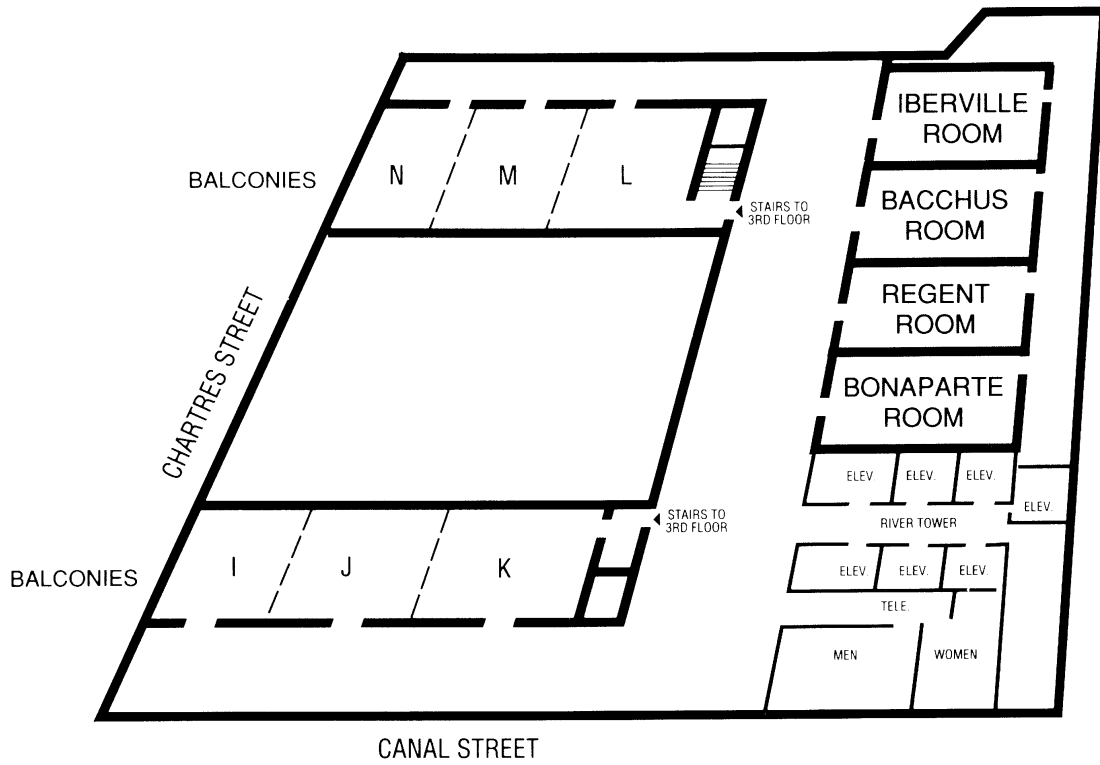 IBERVILLE
ROOM
BALCONIES
N
M
L
BACCHUS
ROOM
STAIRS TO
3RD FLOOR
REGENT
ROOM
CHARTRES STREET
BONAPARTE
ROOM
ELEV.
ELEV.
ELEV.
ELEV.
STAIRS TO
3RD FLOOR
RIVER TOWER
BALCONIES
I
J
K
ELEV.
ELEV.
ELEV.
TELE.
MEN
WOMEN
CANAL STREET